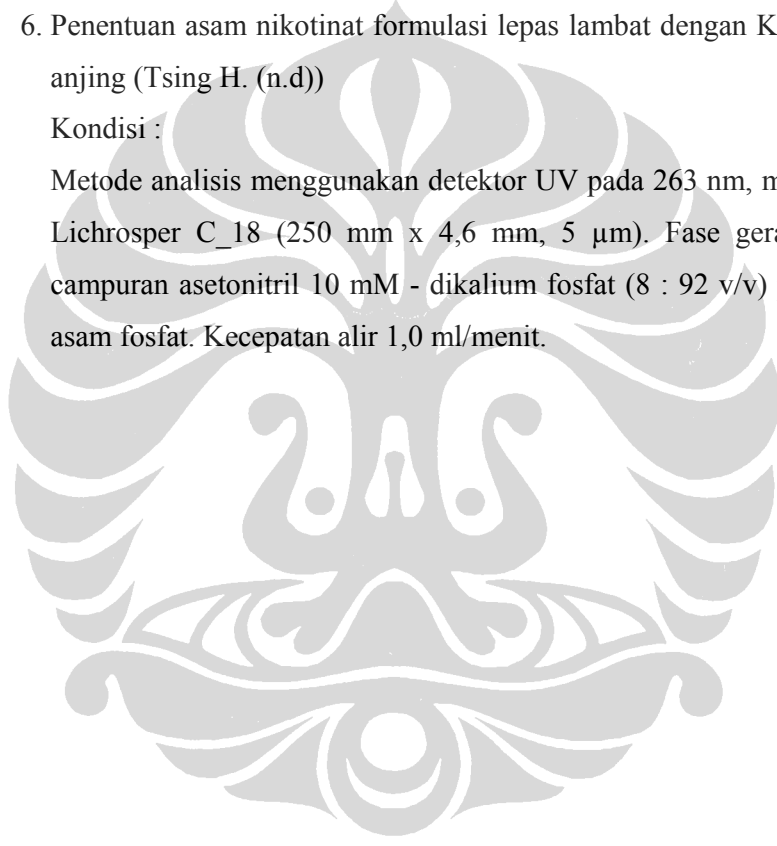 6. Penentuan asam nikotinat formulasi lepas lambat dengan K
anjing (Tsing H. (n.d))
Kondisi :
Metode analisis menggunakan detektor UV pada 263 nm, m
Lichrosper C_18 (250 mm x 4,6 mm, 5 µm). Fase gera
campuran asetonitril 10 mM - dikalium fosfat (8 : 92 v/v)
asam fosfat. Kecepatan alir 1,0 ml/menit.